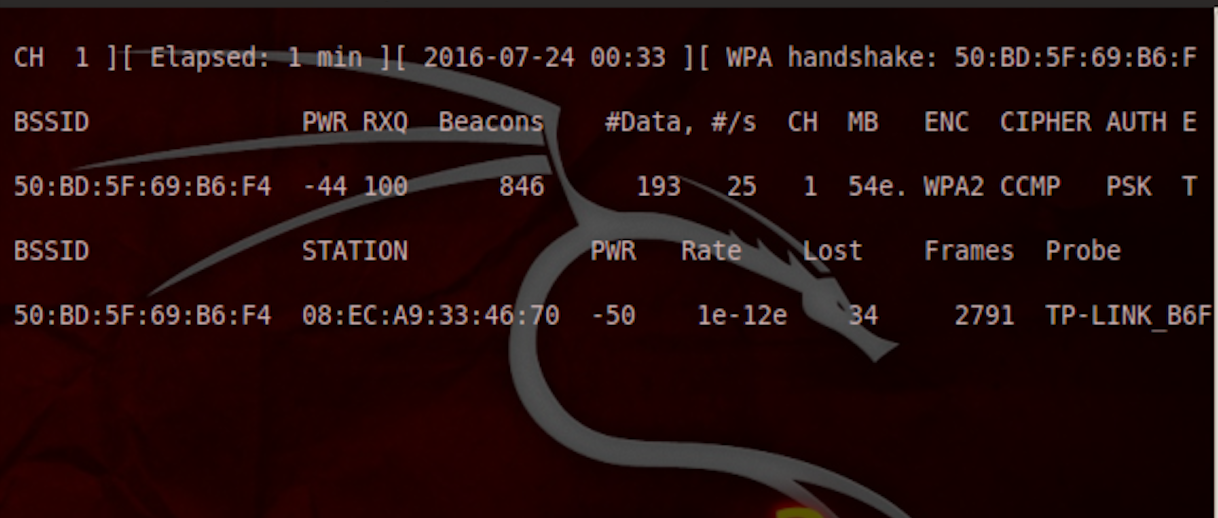 CH  1 ][ Elapsed: 1 min ][ 2016-07-24 00:33 ][ WPA handshake: 50:BD:5F:69:B6:F
BSSID              PWR RXQ  Beacons    #Data, #/s  CH  MB   ENC  CIPHER AUTH E
50:BD:5F:69:B6:F4  -44 100      846      193   25   1  54e. WPA2 CCMP   PSK  T
BSSID              STATION            PWR   Rate    Lost    Frames  Probe
50:BD:5F:69:B6:F4  08:EC:A9:33:46:70  -50    1e-12e    34     2791  TP-LINK_B6F